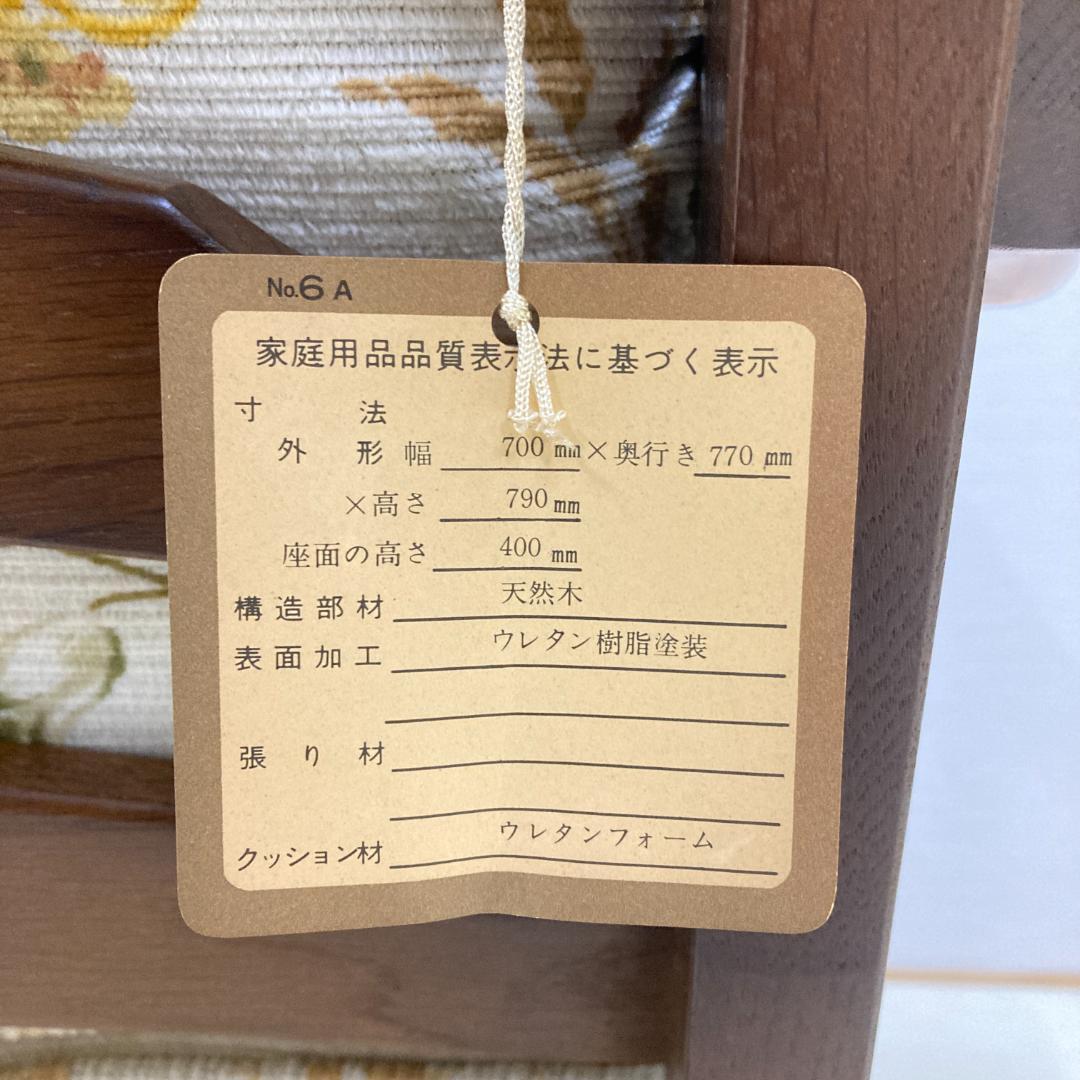 No.6 A
家庭用品品質表示法に基づく表示
寸法
外形 幅 700 mm×奥行き 770 mm
×高さ 790 mm
座面の高さ 400 mm
構造部材 天然木
表面加工 ウレタン樹脂塗装
張り材
クッション材 ウレタンフォーム